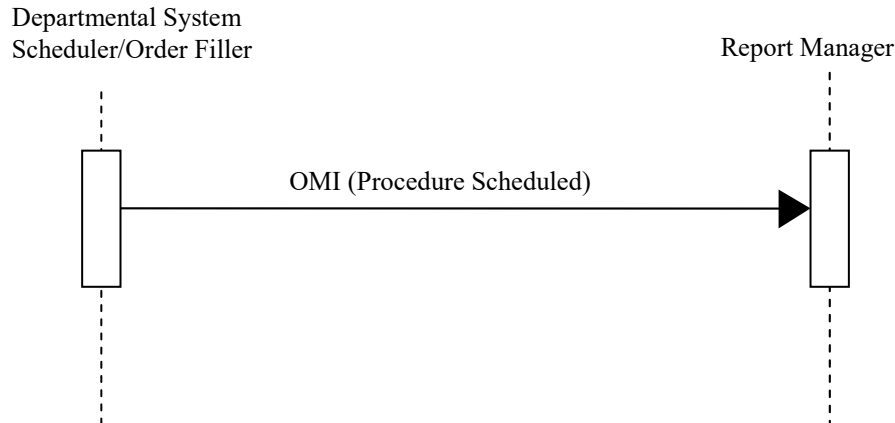 Departmental System
Scheduler/Order Filler
Report Manager
OMI (Procedure Scheduled)